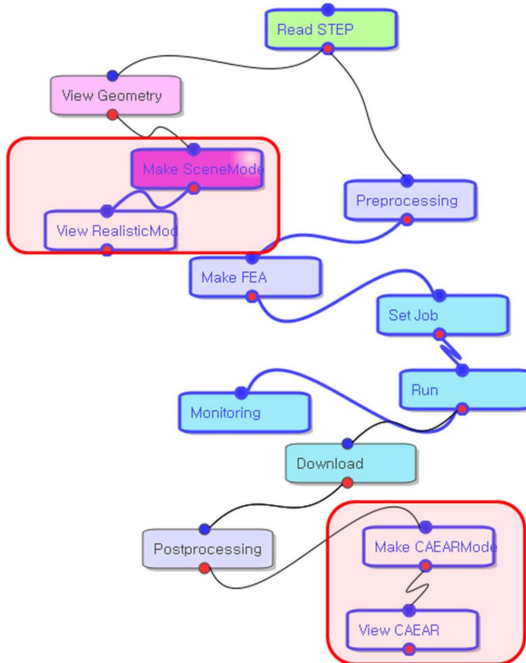 Read STEP
View Geometry
Make SceneMode
Preprocessing
View RealisticMod
Make FEA
Set Job
Run
Monitoring
Download
Postprocessing
Make CAEARMode
View CAEAR